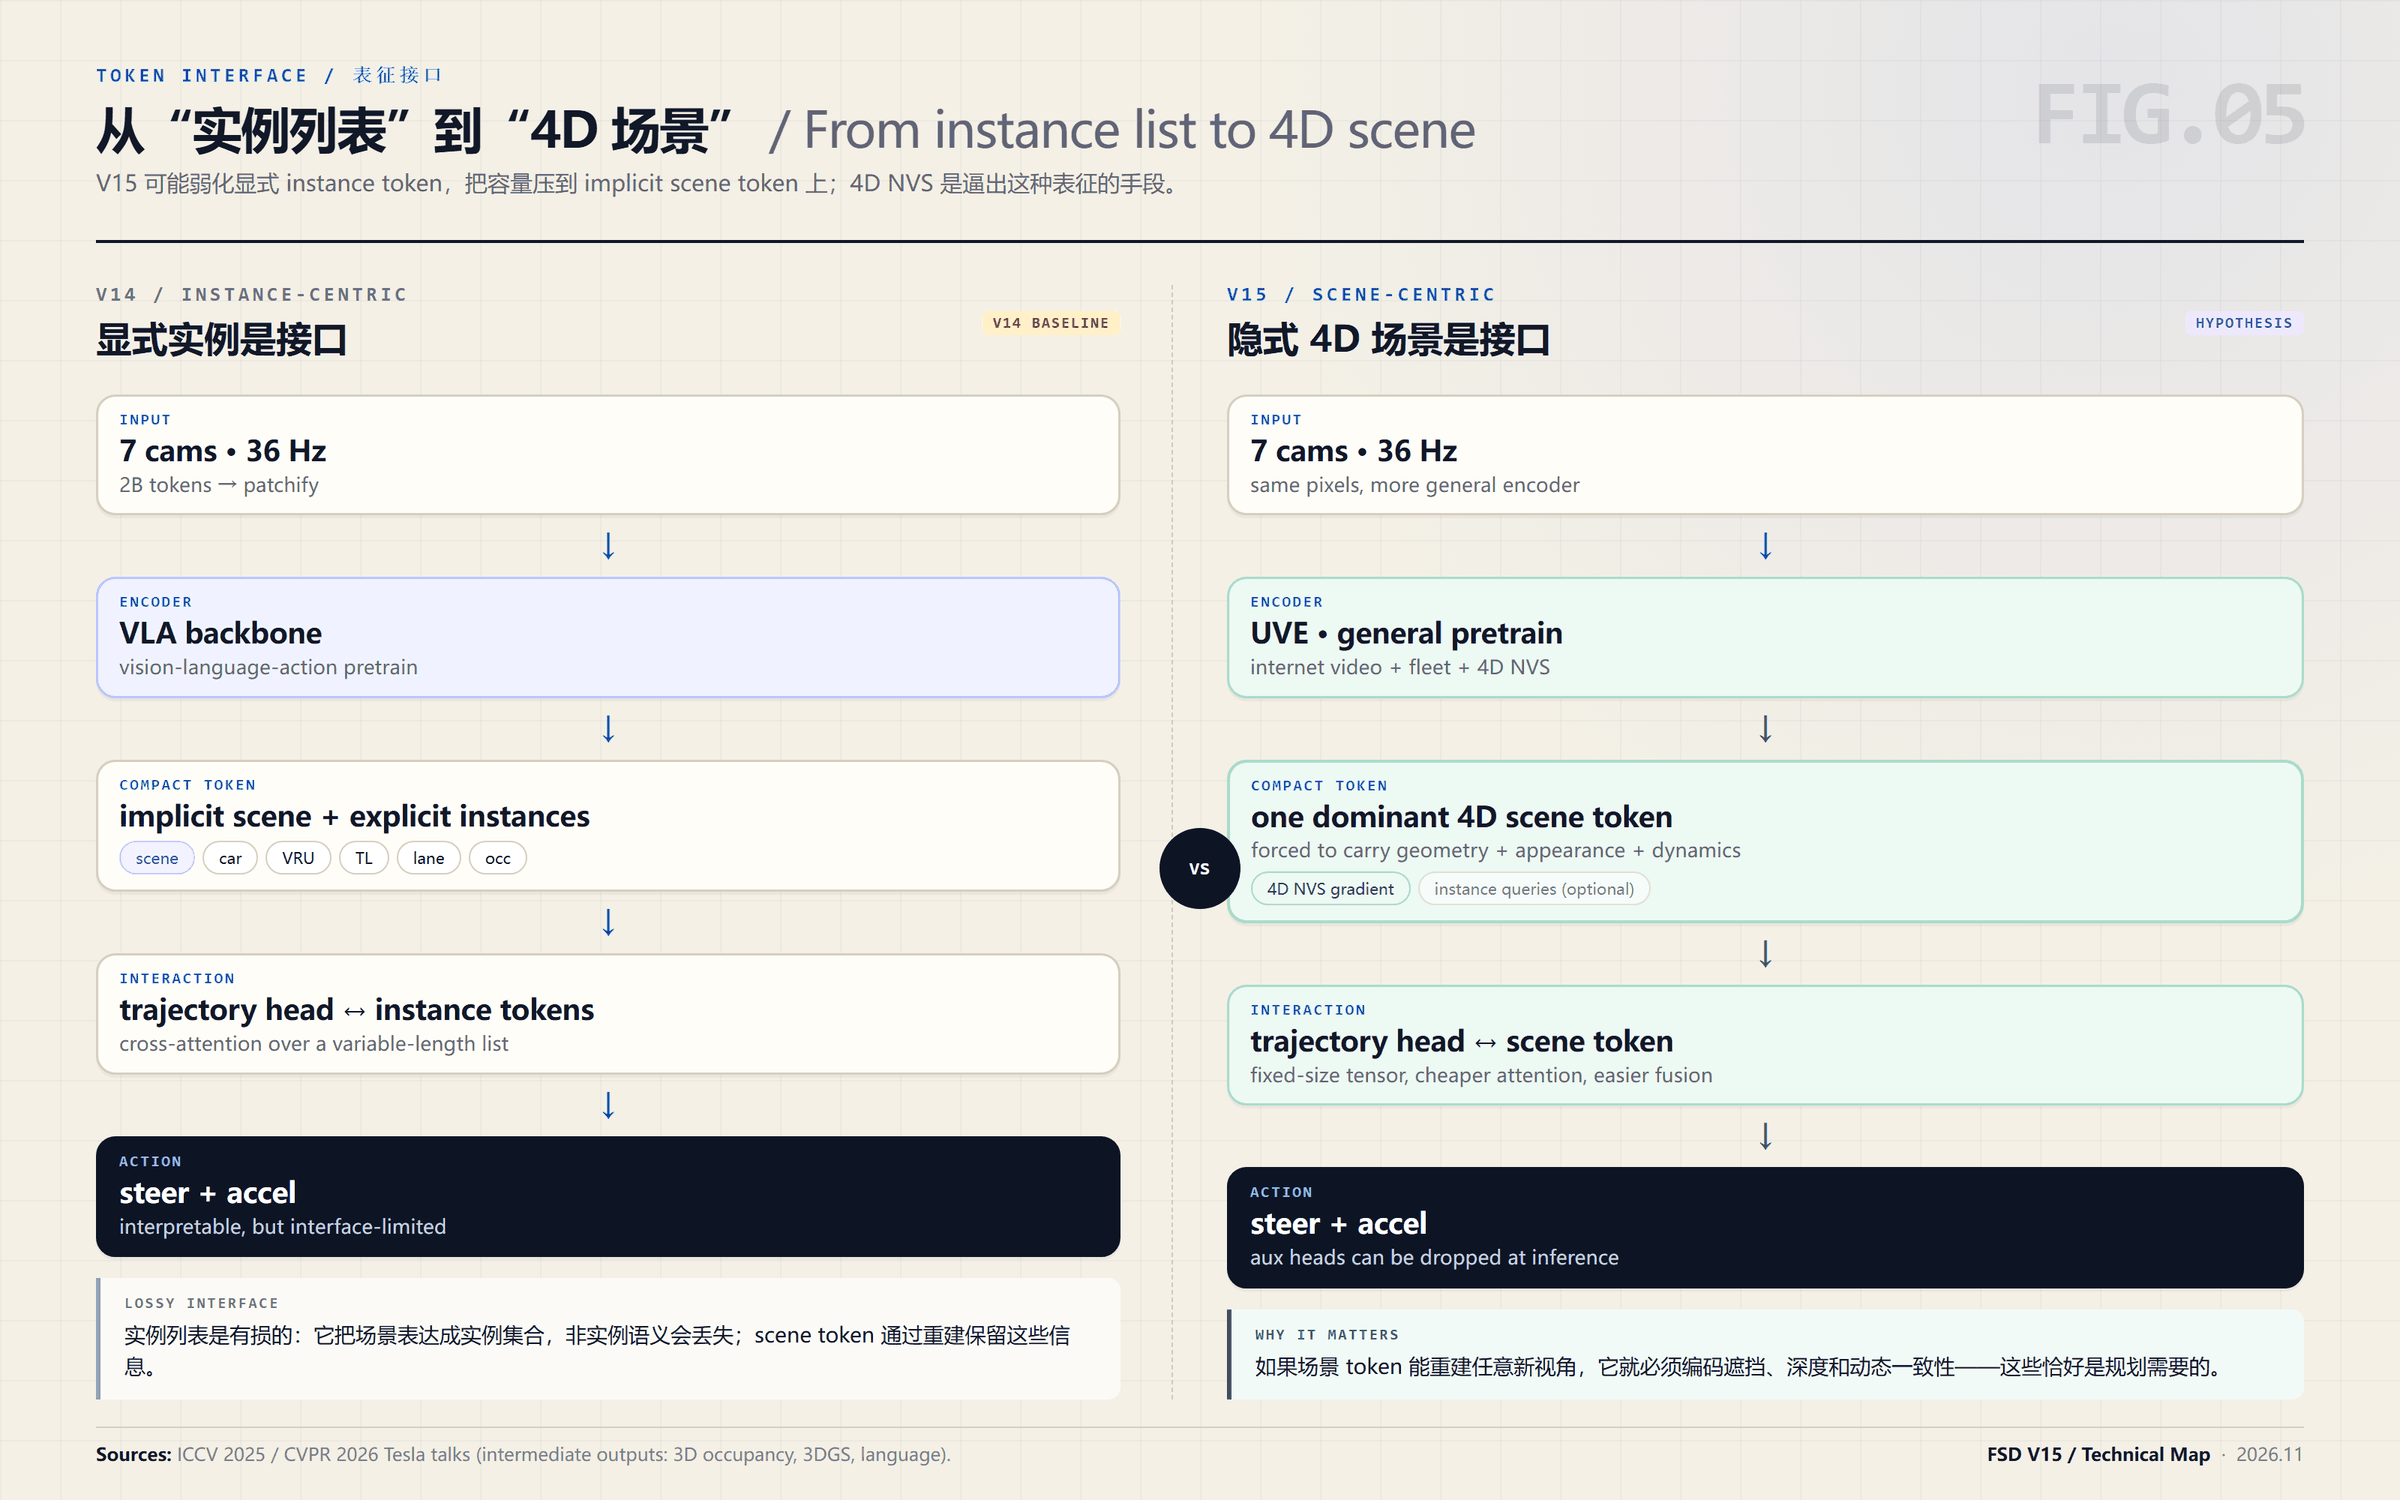 TOKEN INTERFACE / 表征接口
FIG.05
从 “实例列表” 到 “4D 场景” / From instance list to 4D scene
V15 可能弱化显式 instance token，把容量压到 implicit scene token 上；4D NVS 是逼出这种表征的手段。
V14 / INSTANCE-CENTRIC
显式实例是接口
V14 BASELINE
INPUT
7 cams • 36 Hz
2B tokens → patchify
↓
ENCODER
VLA backbone
vision-language-action pretrain
↓
COMPACT TOKEN
implicit scene + explicit instances
scene car VRU TL lane occ
↓
INTERACTION
trajectory head ↔ instance tokens
cross-attention over a variable-length list
↓
ACTION
steer + accel
interpretable, but interface-limited
LOSSY INTERFACE
实例列表是有损的：它把场景表达成实例集合，非实例语义会丢失；scene token 通过重建保留这些信
息。
VS
V15 / SCENE-CENTRIC
隐式 4D 场景是接口
HYPOTHESIS
INPUT
7 cams • 36 Hz
same pixels, more general encoder
↓
ENCODER
UVE • general pretrain
internet video + fleet + 4D NVS
↓
COMPACT TOKEN
one dominant 4D scene token
forced to carry geometry + appearance + dynamics
4D NVS gradient instance queries (optional)
↓
INTERACTION
trajectory head ↔ scene token
fixed-size tensor, cheaper attention, easier fusion
↓
ACTION
steer + accel
aux heads can be dropped at inference
WHY IT MATTERS
如果场景 token 能重建任意新视角，它就必须编码遮挡、深度和动态一致性——这些恰好是规划需要的。
Sources: ICCV 2025 / CVPR 2026 Tesla talks (intermediate outputs: 3D occupancy, 3DGS, language).
FSD V15 / Technical Map · 2026.11